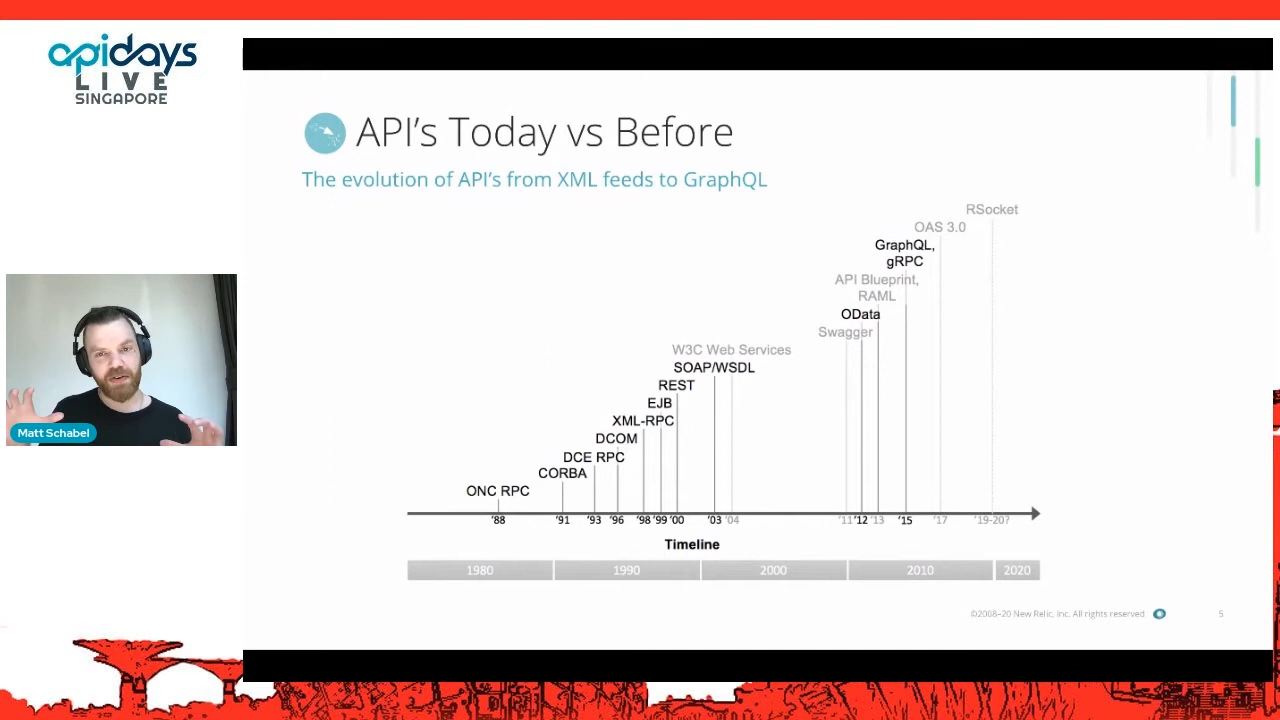 apidays
LIVE
SINGAPORE
API's Today vs Before
The evolution of API's from XML feeds to GraphQL
RSocket
OAS 3.0
GraphQL,
gRPC
API Blueprint,
RAML
OData
Swagger
W3C Web Services
SOAP/WSDL
REST
EJB
XML-RPC
DCOM
DCE RPC
CORBA
ONC RPC
'88 '91 '93 '96 '98 '99 '00 '03 '04 '11 '12 '13 '15 '17 '19-20?
Timeline
1980 1990 2000 2010 2020
©2008–20 New Relic, Inc. All rights reserved 5
Matt Schabel